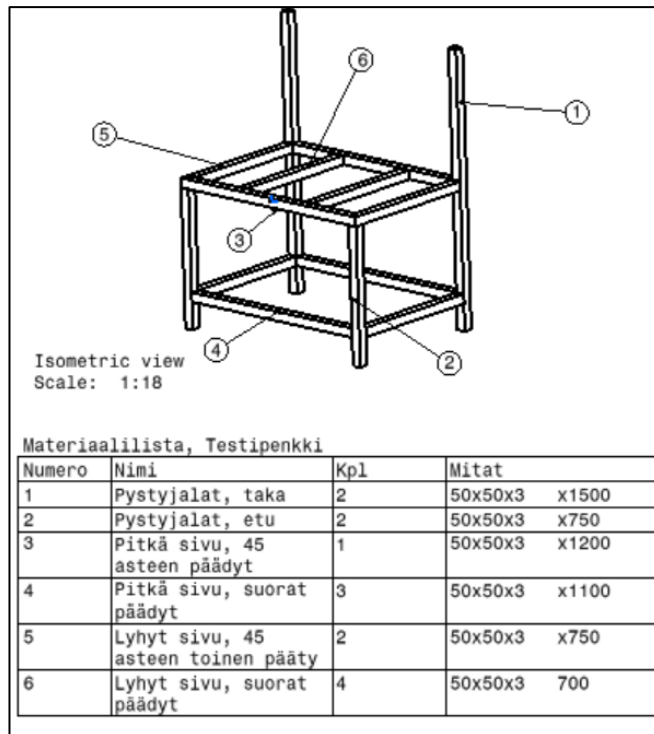 6
1
5
3
4
2
Isometric view
Scale: 1:18
Materiaalilista, Testipenkki
Numero Nimi Kpl Mitat
1 Pystyjalat, taka 2 50x50x3 x1500
2 Pystyjalat, etu 2 50x50x3 x750
3 Pitkä sivu, 45 1 50x50x3 x1200
asteen päädyt
4 Pitkä sivu, suorat 3 50x50x3 x1100
päädyt
5 Lyhyt sivu, 45 2 50x50x3 x750
asteen toinen pääty
6 Lyhyt sivu, suorat 4 50x50x3 700
päädyt